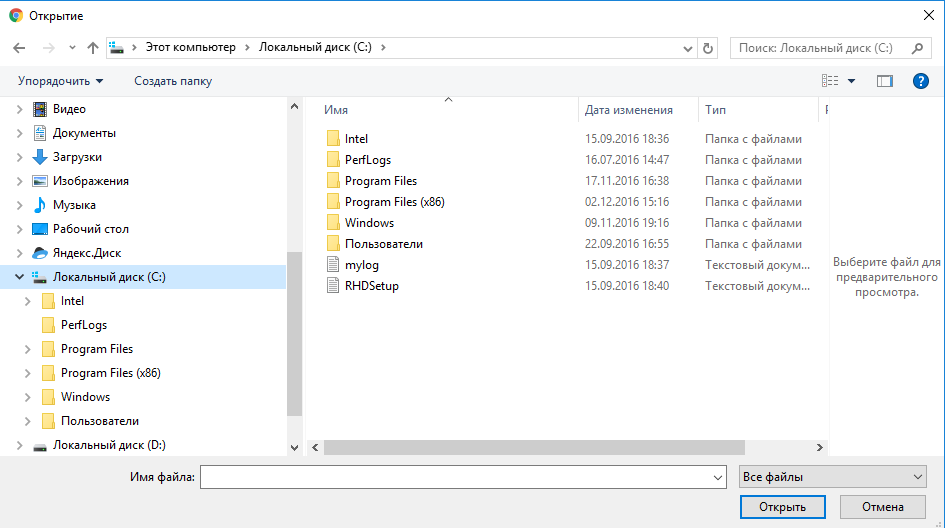 Открытие
Этот компьютер Локальный диск (C:)
Поиск: Локальный диск (C:)
Упорядочить Создать папку ?
Видео
Документы
Загрузки
Изображения
Музыка
Рабочий стол
Яндекс.Диск
Локальный диск (C:)
Intel
PerfLogs
Program Files
Program Files (x86)
Windows
Пользователи
Локальный диск (D:)
Имя Дата изменения Тип
Intel 15.09.2016 18:36 Папка с файлами
PerfLogs 16.07.2016 14:47 Папка с файлами
Program Files 17.11.2016 16:38 Папка с файлами
Program Files (x86) 02.12.2016 15:16 Папка с файлами
Windows 09.11.2016 19:16 Папка с файлами
Пользователи 22.09.2016 16:55 Папка с файлами
mylog 15.09.2016 18:37 Текстовый докум...
RHDSetup 15.09.2016 18:40 Текстовый докум...
Выберите файл для
предварительного
просмотра.
Имя файла: Все файлы
Открыть Отмена